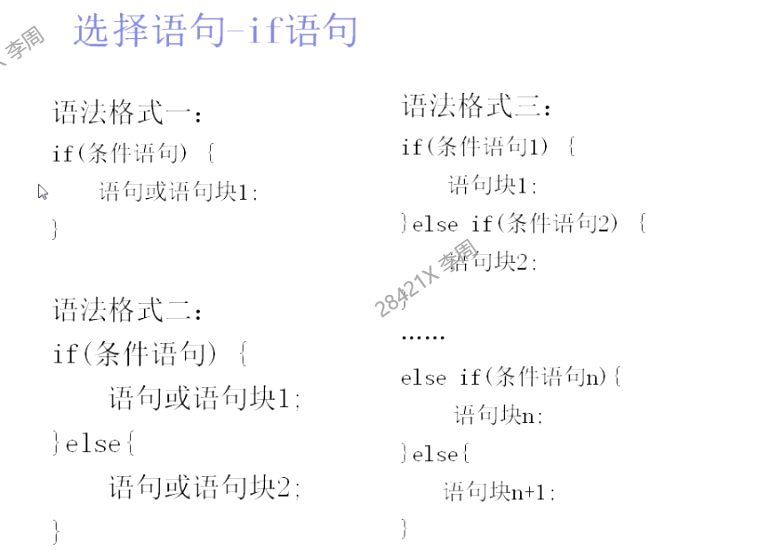 选择语句-if语句
语法格式一：
if(条件语句) {
语句或语句块1;
}
语法格式二：
if(条件语句) {
语句或语句块1;
}else{
语句或语句块2;
}
语法格式三：
if(条件语句1) {
语句块1;
}else if(条件语句2) {
语句块2;
}
……
else if(条件语句n){
语句块n;
}else{
语句块n+1;
}
X 李周
28421X 李周